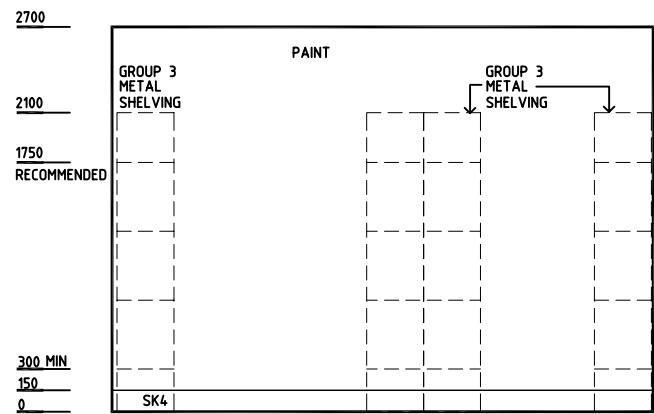 2700
PAINT
GROUP 3
METAL
SHELVING
GROUP 3
METAL
SHELVING
2100
1750
RECOMMENDED
300 MIN
150
0
SK4